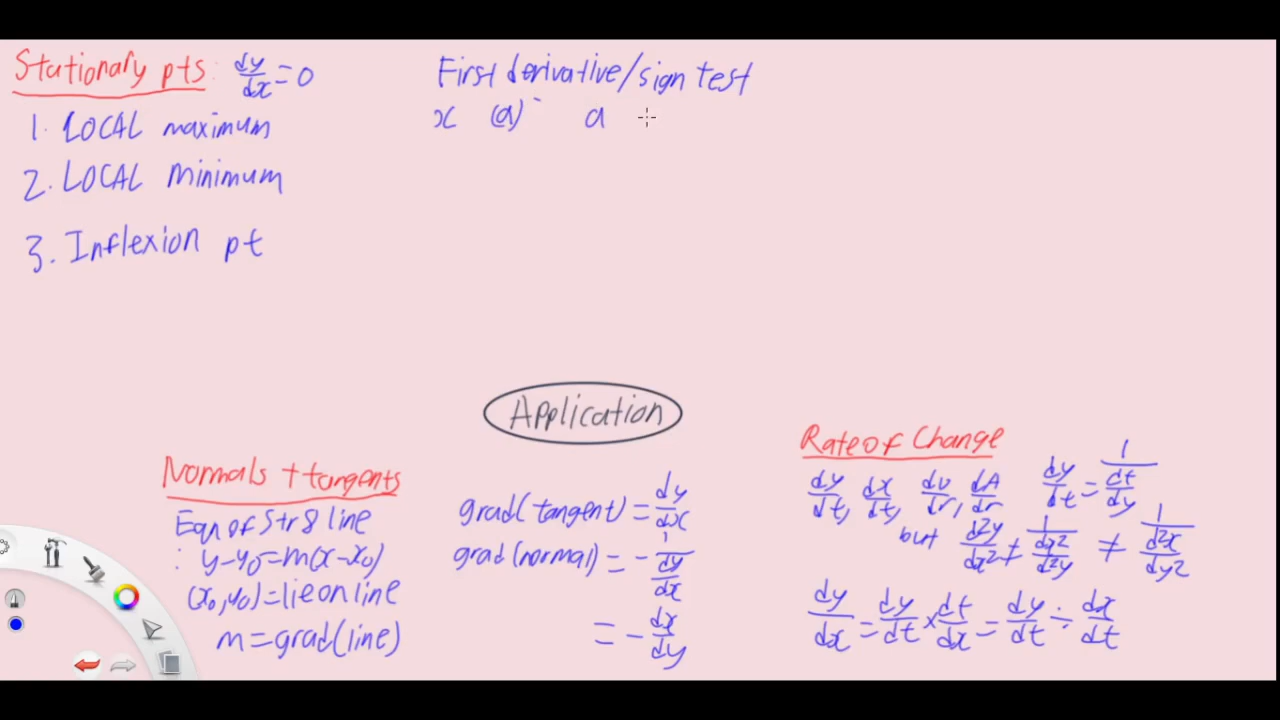 Stationary pts: dy/dx = 0
1. LOCAL maximum
2. LOCAL Minimum
3. Inflexion pt
First derivative/sign test
x (a)⁻ a
Application
Normals + tangents
Eqn of Str8 line
: y-y0=m(x-x0)
(x0,y0)=lie on line
m=grad(line)
grad(tangent) = dy/dx
grad(normal) = - 1/(dy/dx)
= - dx/dy
Rate of Change
dy/dt, dx/dt, dv/dr, dA/dr dy/dt = 1/(dt/dy)
but d²y/dx² ≠ 1/(dx²/d²y) ≠ 1/(d²x/dy²)
dy/dx = dy/dt × dt/dx = dy/dt ÷ dx/dt